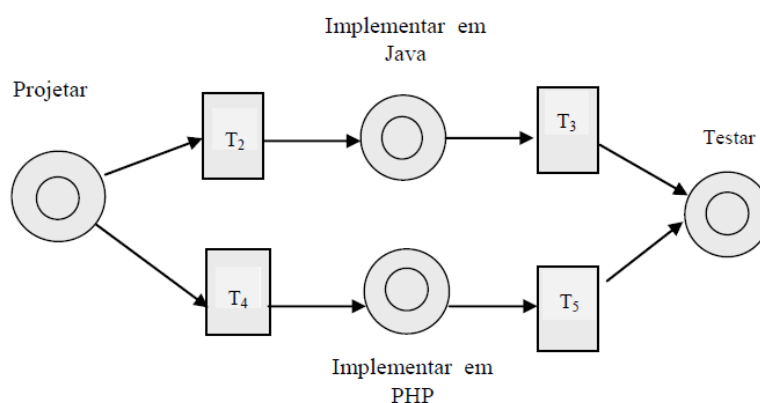 Implementar em
Java
Projetar
T₂
T₃
Testar
T₄
T₅
Implementar em
PHP